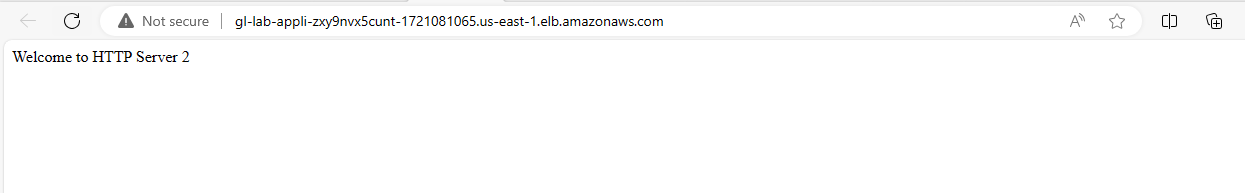 Not secure gl-lab-appli-zxy9nvx5cunt-1721081065.us-east-1.elb.amazonaws.com
Welcome to HTTP Server 2